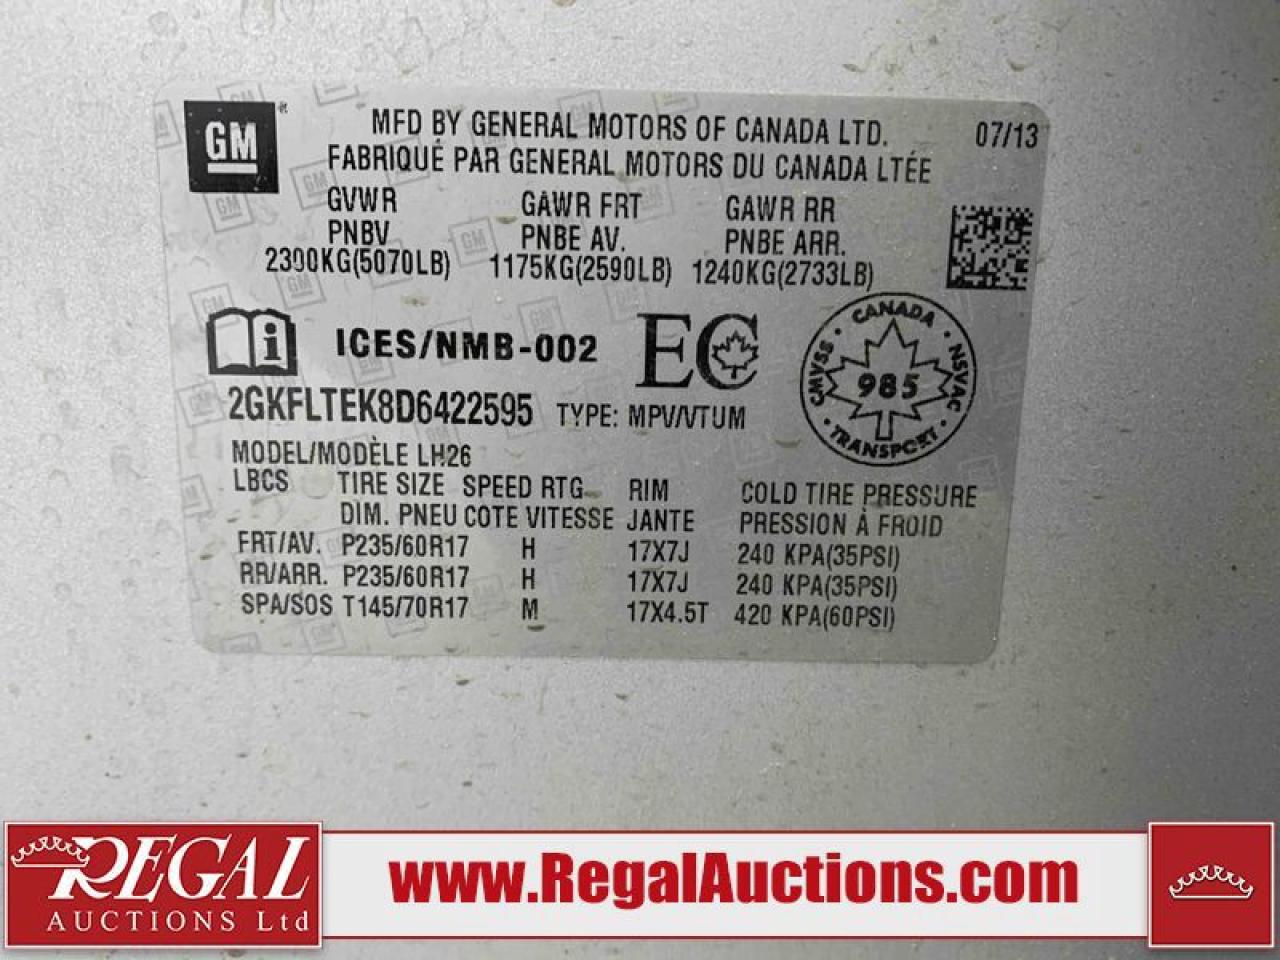 GM
MFD BY GENERAL MOTORS OF CANADA LTD. 07/13
FABRIQUÉ PAR GENERAL MOTORS DU CANADA LTÉE
GVWR GAWR FRT GAWR RR
PNBV PNBE AV. PNBE ARR.
2300KG(5070LB) 1175KG(2590LB) 1240KG(2733LB)
ICES/NMB-002 EC
CANADA
CMVSS 985 NSVAC
TRANSPORT
2GKFLTEK8D6422595 TYPE: MPV/VTUM
MODEL/MODÈLE LH26
LBCS TIRE SIZE SPEED RTG RIM COLD TIRE PRESSURE
DIM. PNEU COTE VITESSE JANTE PRESSION À FROID
FRT/AV. P235/60R17 H 17X7J 240 KPA(35PSI)
RR/ARR. P235/60R17 H 17X7J 240 KPA(35PSI)
SPA/SOS T145/70R17 M 17X4.5T 420 KPA(60PSI)
REGAL
AUCTIONS Ltd
www.RegalAuctions.com